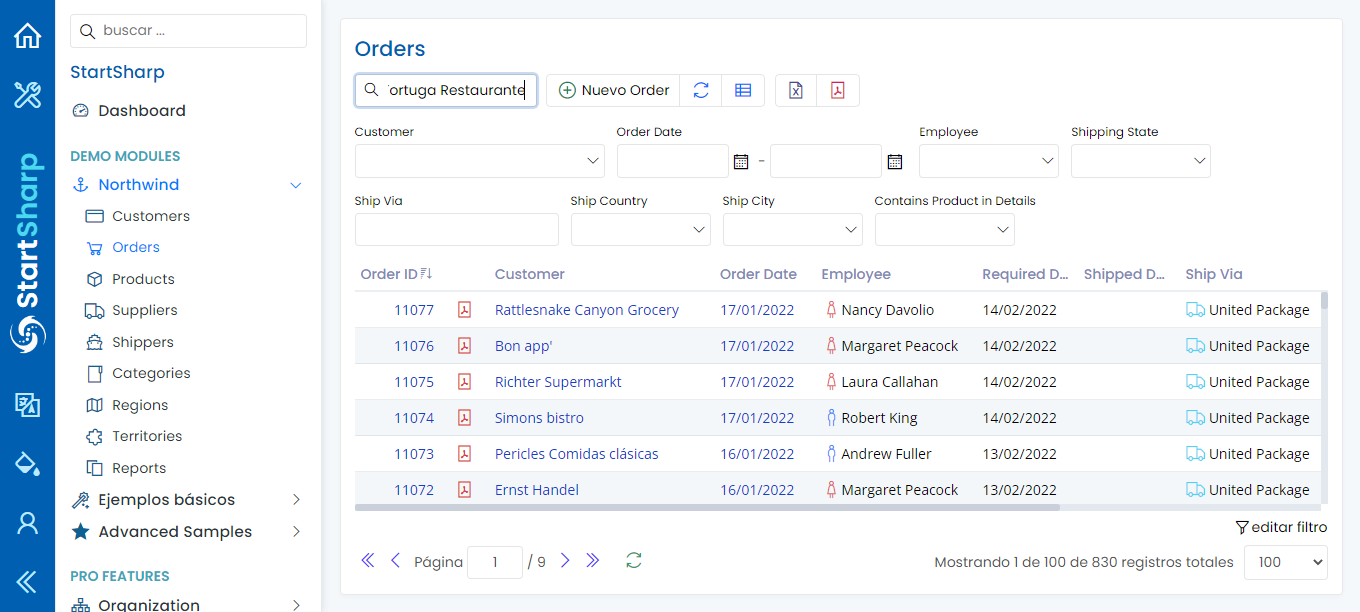 buscar ...
StartSharp
Dashboard
DEMO MODULES
Northwind
Customers
Orders
Products
Suppliers
Shippers
Categories
Regions
Territories
Reports
Ejemplos básicos
Advanced Samples
PRO FEATURES
Organization
StartSharp
Orders
ortuga Restaurante
Nuevo Order
Customer Order Date Employee Shipping State
-
Ship Via Ship Country Ship City Contains Product in Details
Order ID Customer Order Date Employee Required D... Shipped D... Ship Via
11077 Rattlesnake Canyon Grocery 17/01/2022 Nancy Davolio 14/02/2022 United Package
11076 Bon app' 17/01/2022 Margaret Peacock 14/02/2022 United Package
11075 Richter Supermarkt 17/01/2022 Laura Callahan 14/02/2022 United Package
11074 Simons bistro 17/01/2022 Robert King 14/02/2022 United Package
11073 Pericles Comidas clásicas 16/01/2022 Andrew Fuller 13/02/2022 United Package
11072 Ernst Handel 16/01/2022 Margaret Peacock 13/02/2022 United Package
editar filtro
Página 1 / 9 Mostrando 1 de 100 de 830 registros totales 100